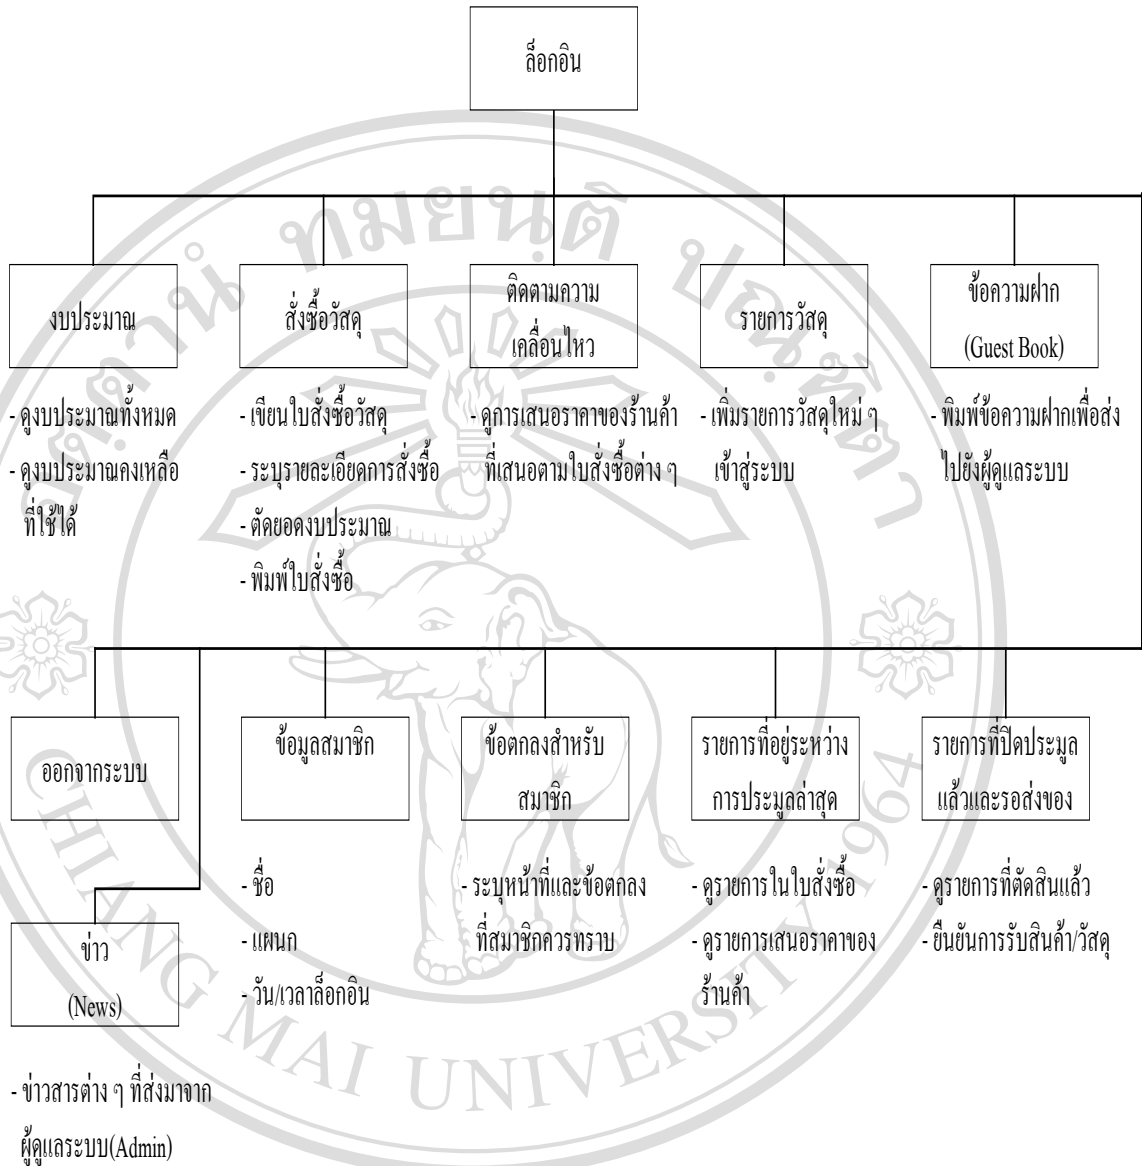 ล็อกอิน
งบประมาณ
สั่งซื้อวัสดุ
ติดตามความ
เคลื่อนไหว
รายการวัสดุ
ข้อความฝาก
(Guest Book)
- ดูงบประมาณทั้งหมด
- ดูงบประมาณคงเหลือ
ที่ใช้ได้
- เขียนใบสั่งซื้อวัสดุ
- ระบุรายละเอียดการสั่งซื้อ
- ตัดยอดงบประมาณ
- พิมพ์ใบสั่งซื้อ
- ดูการเสนอราคาของร้านค้า
ที่เสนอตามใบสั่งซื้อต่าง ๆ
- เพิ่มรายการวัสดุใหม่ ๆ
เข้าสู่ระบบ
- พิมพ์ข้อความฝากเพื่อส่ง
ไปยังผู้ดูแลระบบ
ออกจากระบบ
ข้อมูลสมาชิก
ข้อตกลงสำหรับ
สมาชิก
รายการที่อยู่ระหว่าง
การประมูลล่าสุด
รายการที่ปิดประมูล
แล้วและรอส่งของ
- ชื่อ
- แผนก
- วัน/เวลาล็อกอิน
- ระบุหน้าที่และข้อตกลง
ที่สมาชิกควรทราบ
- ดูรายการในใบสั่งซื้อ
- ดูรายการเสนอราคาของ
ร้านค้า
- ดูรายการที่ตัดสินแล้ว
- ยืนยันการรับสินค้า/วัสดุ
ข่าว
(News)
- ข่าวสารต่าง ๆ ที่ส่งมาจาก
ผู้ดูแลระบบ(Admin)
CHIANG MAI UNIVERSITY 1964